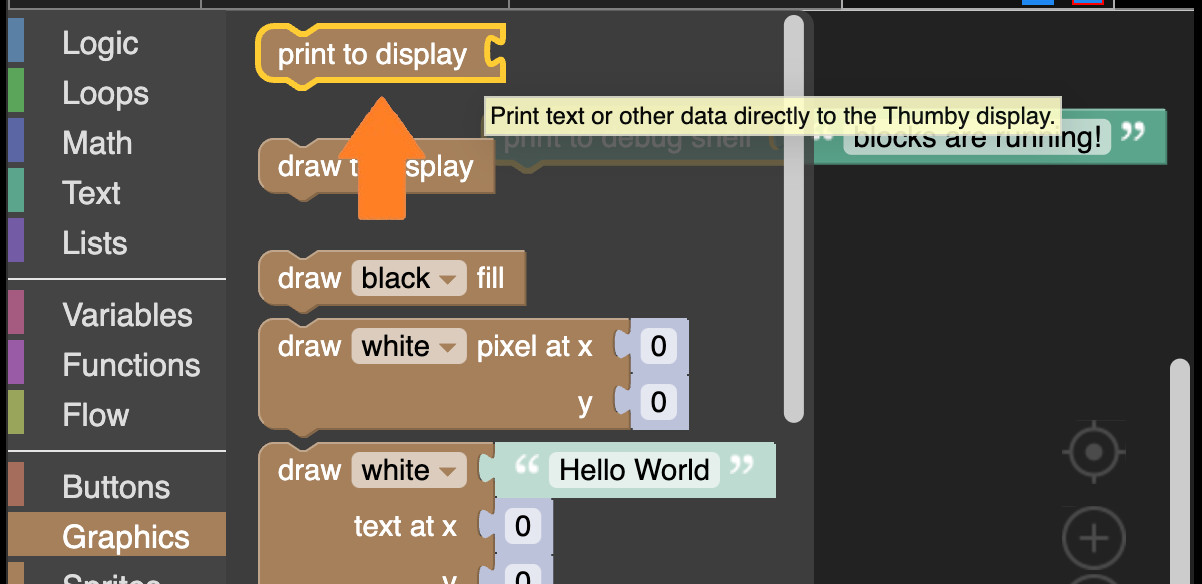 Logic
Loops
Math
Text
Lists
Variables
Functions
Flow
Buttons
Graphics
Sprites
print to display
Print text or other data directly to the Thumby display.
print to debug shell
“ blocks are running! ”
draw t splay
draw black fill
draw white pixel at x 0
y 0
draw white “ Hello World ”
text at x 0
y 0